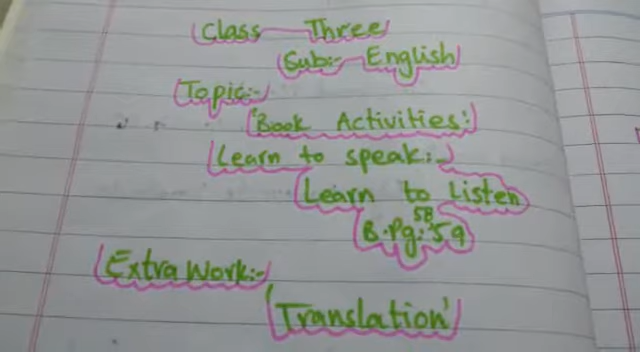 Class Three
Sub:- English
Topic:-
"Book Activities:
Learn to speak:-
Learn to Listen
58
B.Pg:59
Extra Work:-
'Translation'